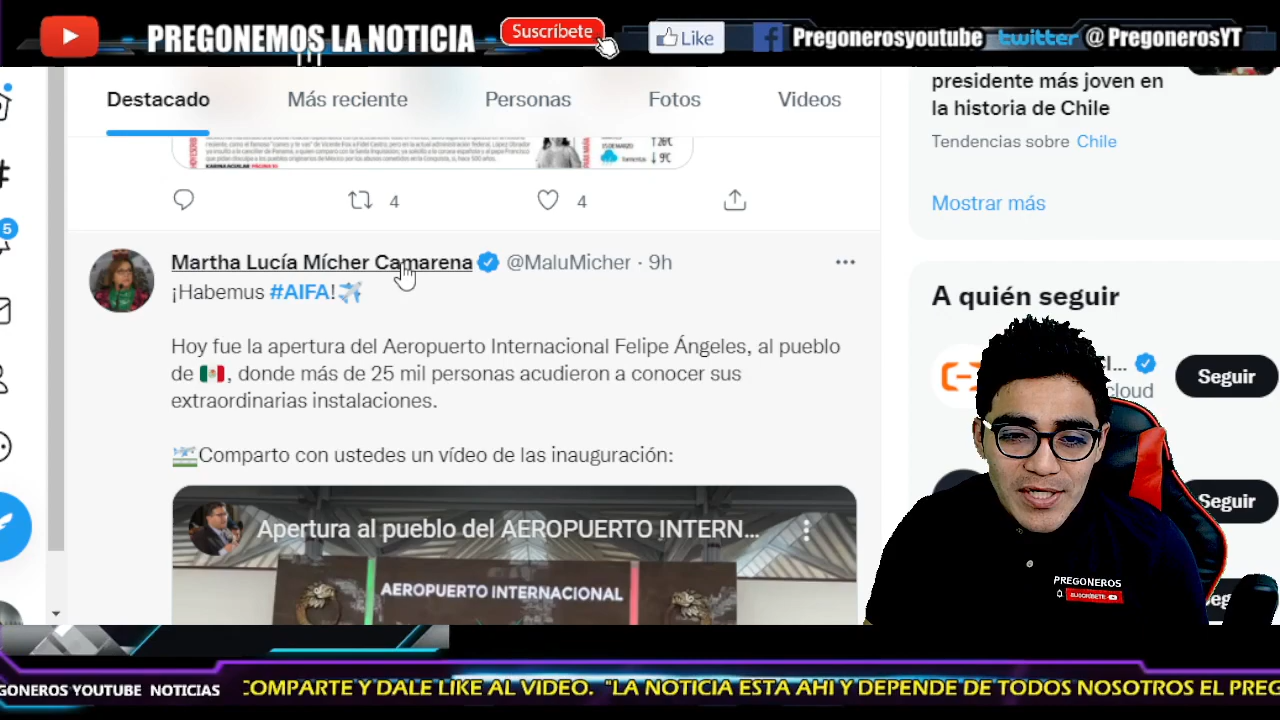 PREGONEMOS LA NOTICIA
Suscríbete
Like
Pregonerosyoutube
twitter @PregonerosYT
Destacado
Más reciente
Personas
Fotos
Videos
presidente más joven en
la historia de Chile
Tendencias sobre Chile
Mostrar más
4
4
5
Martha Lucía Mícher Camarena @MaluMicher · 9h
¡Habemus #AIFA!
Hoy fue la apertura del Aeropuerto Internacional Felipe Ángeles, al pueblo
de 🇲🇽, donde más de 25 mil personas acudieron a conocer sus
extraordinarias instalaciones.
Comparto con ustedes un vídeo de las inauguración:
Apertura al pueblo del AEROPUERTO INTERN...
AEROPUERTO INTERNACIONAL
A quién seguir
cloud
Seguir
Seguir
PREGONEROS
SUSCRÍBETE
GONEROS YOUTUBE NOTICIAS
COMPARTE Y DALE LIKE AL VIDEO. "LA NOTICIA ESTA AHI Y DEPENDE DE TODOS NOSOTROS EL PREG